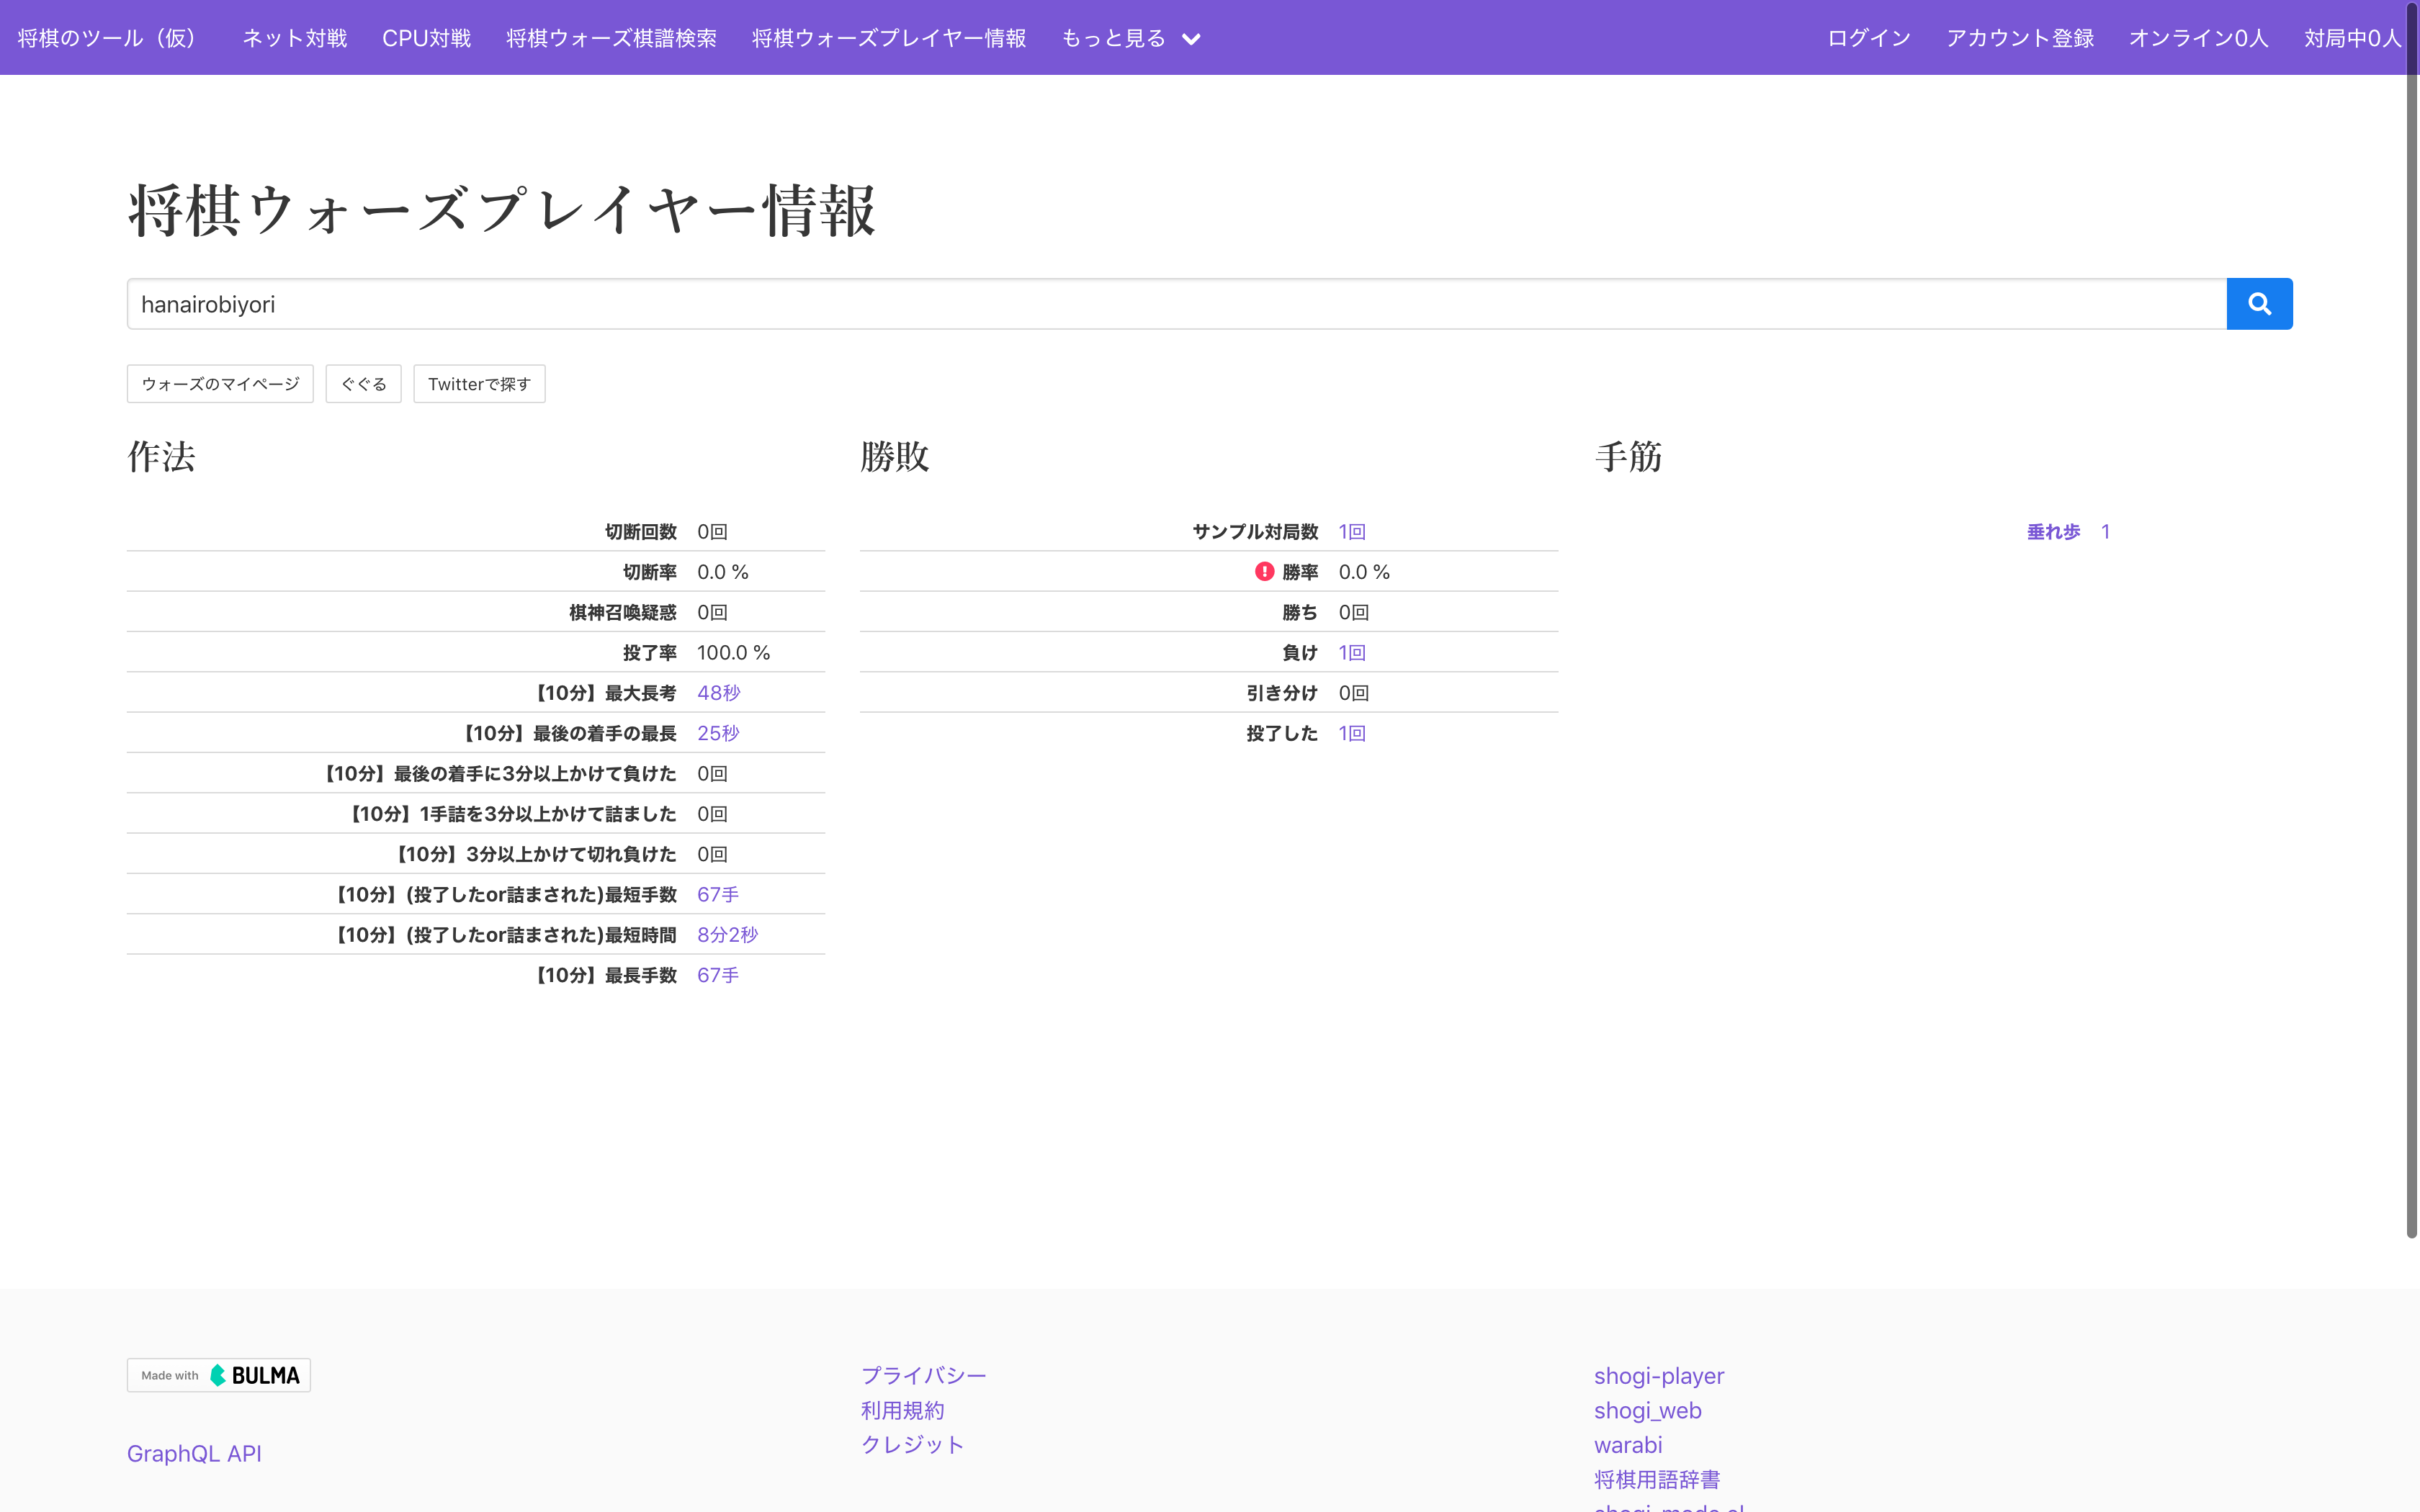 将棋のツール（仮） ネット対戦 CPU対戦 将棋ウォーズ棋譜検索 将棋ウォーズプレイヤー情報 もっと見る ログイン アカウント登録 オンライン0人 対局中0人
将棋ウォーズプレイヤー情報
hanairobiyori
ウォーズのマイページ ぐぐる Twitterで探す
作法
切断回数 0回
切断率 0.0 %
棋神召喚疑惑 0回
投了率 100.0 %
【10分】最大長考 48秒
【10分】最後の着手の最長 25秒
【10分】最後の着手に3分以上かけて負けた 0回
【10分】1手詰を3分以上かけて詰ました 0回
【10分】3分以上かけて切れ負けた 0回
【10分】(投了したor詰まされた)最短手数 67手
【10分】(投了したor詰まされた)最短時間 8分2秒
【10分】最長手数 67手
勝敗
サンプル対局数 1回
勝率 0.0 %
勝ち 0回
負け 1回
引き分け 0回
投了した 1回
手筋
垂れ歩 1
Made with BULMA
GraphQL API
プライバシー
利用規約
クレジット
shogi-player
shogi_web
warabi
将棋用語辞書